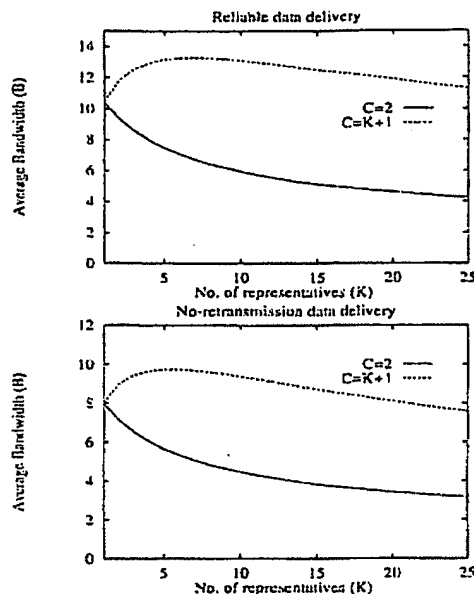 Reliable data delivery
14
12
10
8
6
4
2
0
Average Bandwidth (B)
C=2
C=K+1
5
10
15
20
25
No. of representatives (K)
No-retransmission data delivery
12
10
8
6
4
2
0
Average Bandwidth (B)
C=2
C=K+1
5
10
15
20
25
No. of representatives (K)